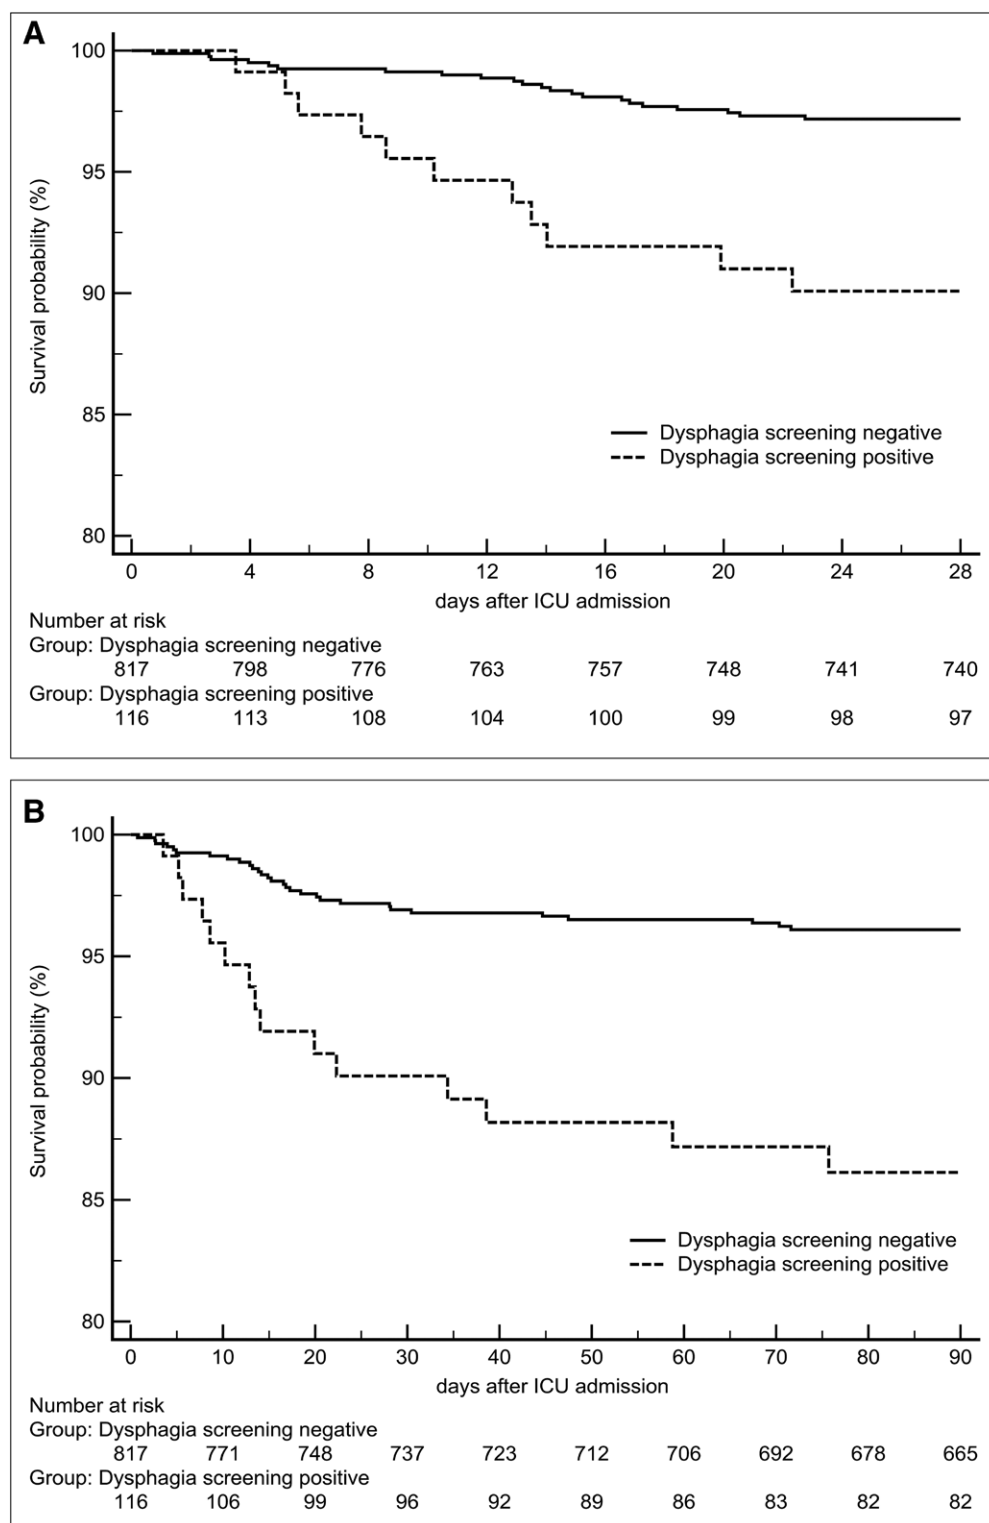 A
Survival probability (%)
100
95
90
85
80
Dysphagia screening negative
Dysphagia screening positive
0 4 8 12 16 20 24 28
days after ICU admission
Number at risk
Group: Dysphagia screening negative
817 798 776 763 757 748 741 740
Group: Dysphagia screening positive
116 113 108 104 100 99 98 97
B
Survival probability (%)
100
95
90
85
80
Dysphagia screening negative
Dysphagia screening positive
0 10 20 30 40 50 60 70 80 90
days after ICU admission
Number at risk
Group: Dysphagia screening negative
817 771 748 737 723 712 706 692 678 665
Group: Dysphagia screening positive
116 106 99 96 92 89 86 83 82 82